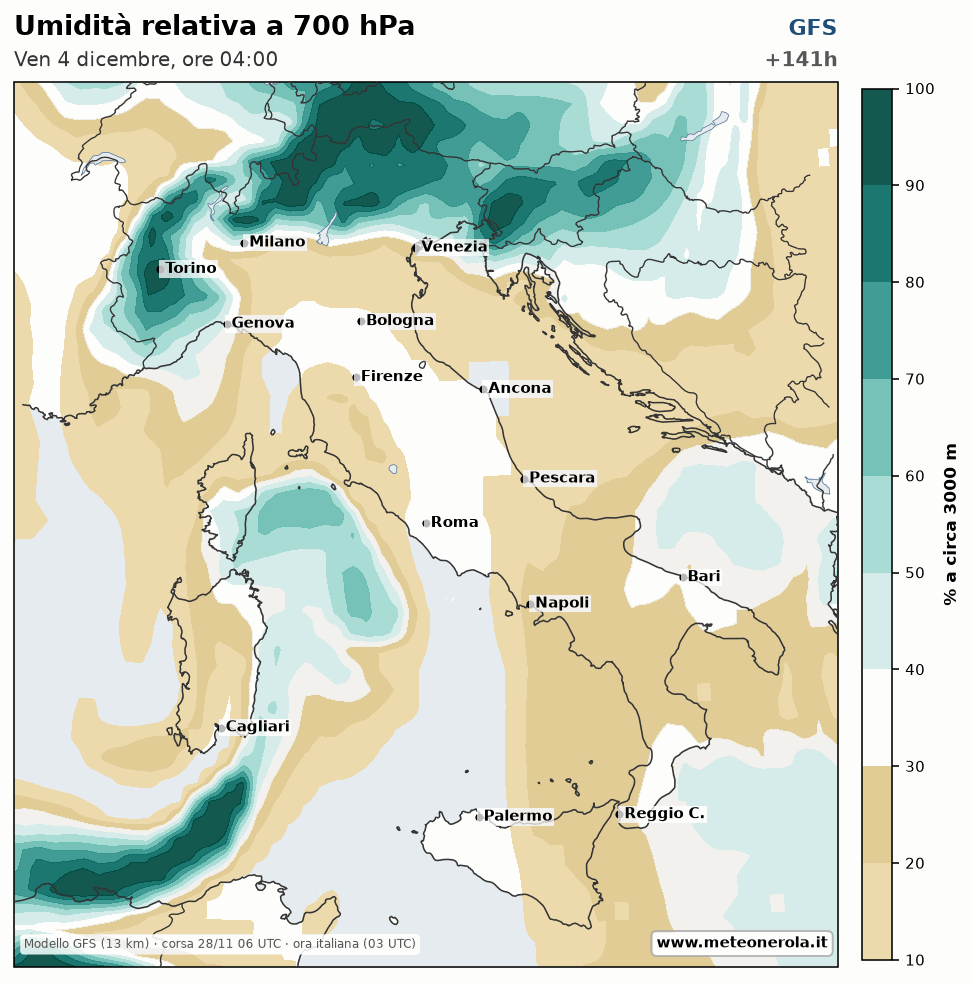 Umidità relativa a 700 hPa
GFS
Ven 4 dicembre, ore 04:00
+141h
Milano
Venezia
Torino
Genova
Bologna
Firenze
Ancona
Pescara
Roma
Bari
Napoli
Cagliari
Palermo
Reggio C.
100
90
80
70
60
50
40
30
20
10
% a circa 3000 m
Modello GFS (13 km) · corsa 28/11 06 UTC · ora italiana (03 UTC)
www.meteonerola.it